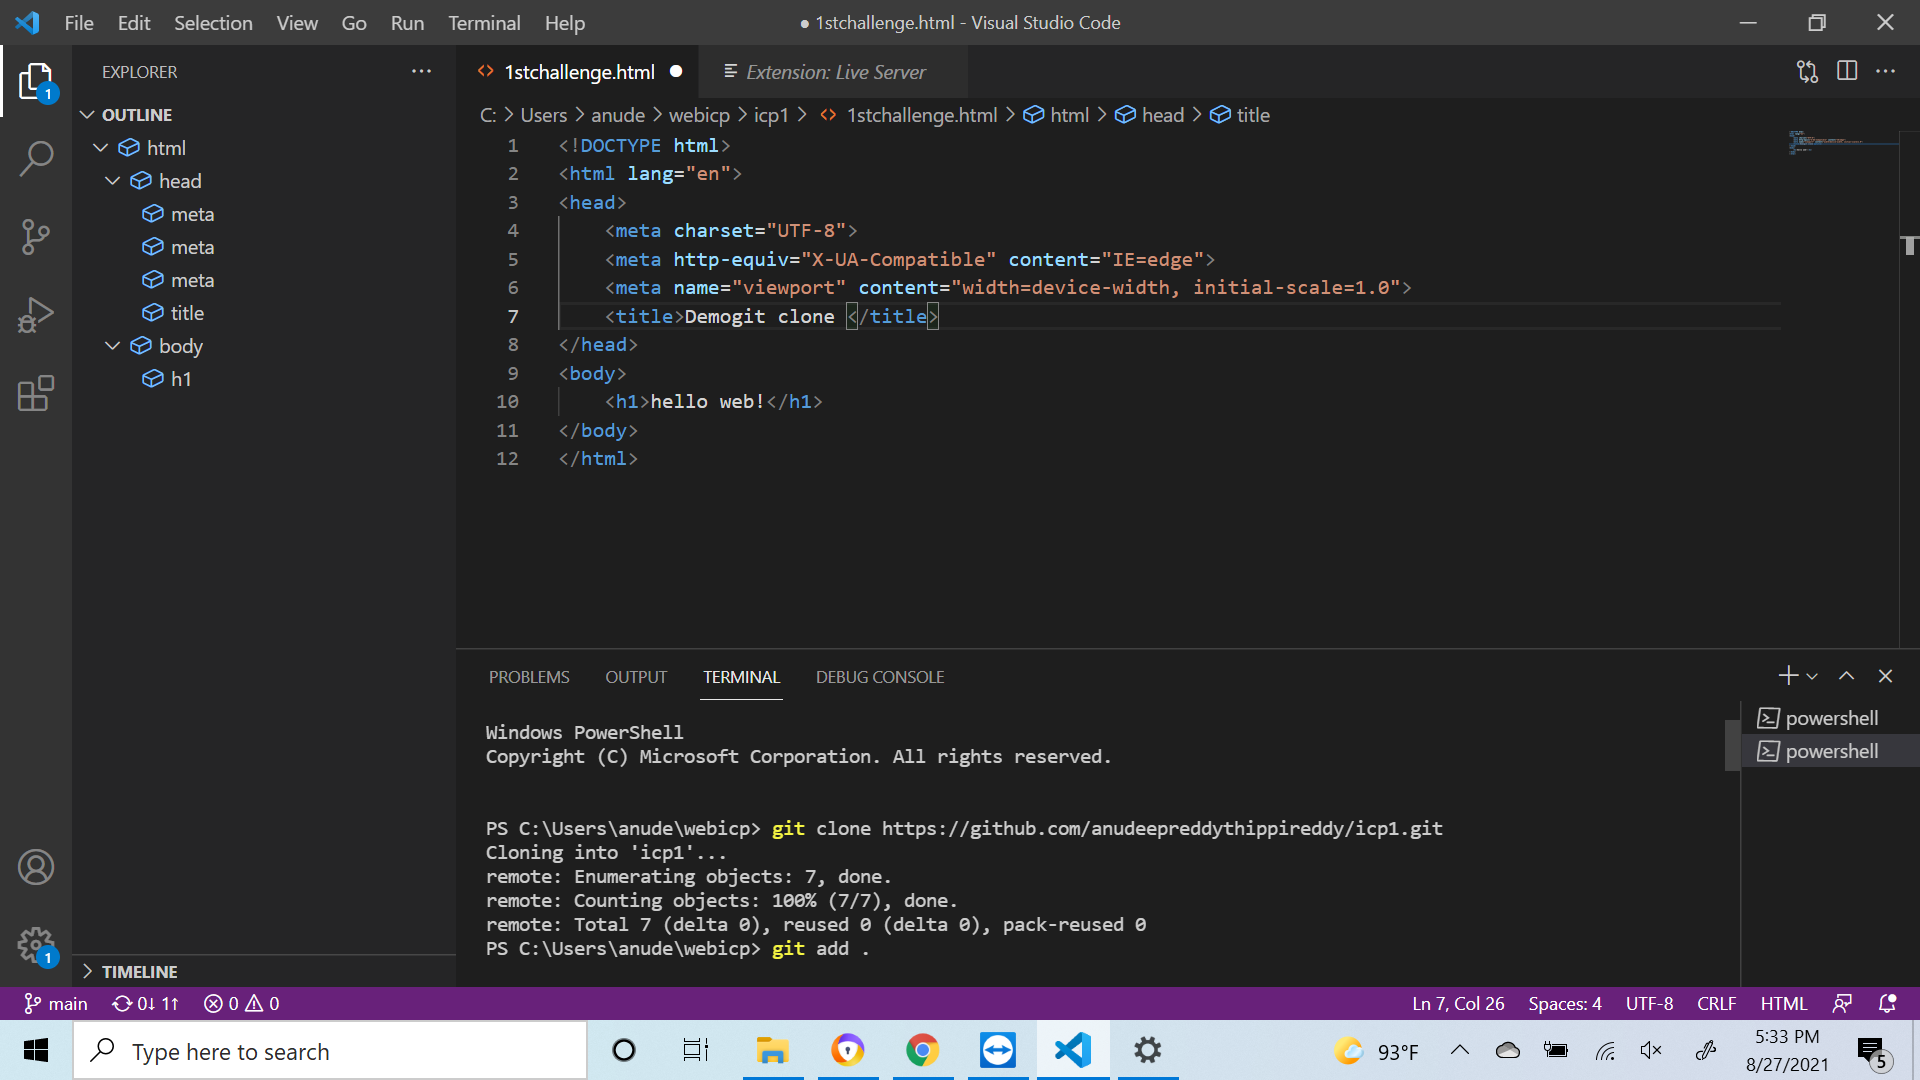 File Edit Selection View Go Run Terminal Help
● 1stchallenge.html - Visual Studio Code
EXPLORER
1
OUTLINE
html
head
meta
meta
meta
title
body
h1
TIMELINE
1
1stchallenge.html
Extension: Live Server
C: > Users > anude > webicp > icp1 > 1stchallenge.html > html > head > title
1 <!DOCTYPE html>
2 <html lang="en">
3 <head>
4 <meta charset="UTF-8">
5 <meta http-equiv="X-UA-Compatible" content="IE=edge">
6 <meta name="viewport" content="width=device-width, initial-scale=1.0">
7 <title>Demogit clone </title>
8 </head>
9 <body>
10 <h1>hello web!</h1>
11 </body>
12 </html>
PROBLEMS OUTPUT TERMINAL DEBUG CONSOLE
powershell
powershell
Windows PowerShell
Copyright (C) Microsoft Corporation. All rights reserved.
PS C:\Users\anude\webicp> git clone https://github.com/anudeepreddythippireddy/icp1.git
Cloning into 'icp1'...
remote: Enumerating objects: 7, done.
remote: Counting objects: 100% (7/7), done.
remote: Total 7 (delta 0), reused 0 (delta 0), pack-reused 0
PS C:\Users\anude\webicp> git add .
main 0↓ 1↑ 0 0
Ln 7, Col 26 Spaces: 4 UTF-8 CRLF HTML
Type here to search
93°F
5:33 PM
8/27/2021
5